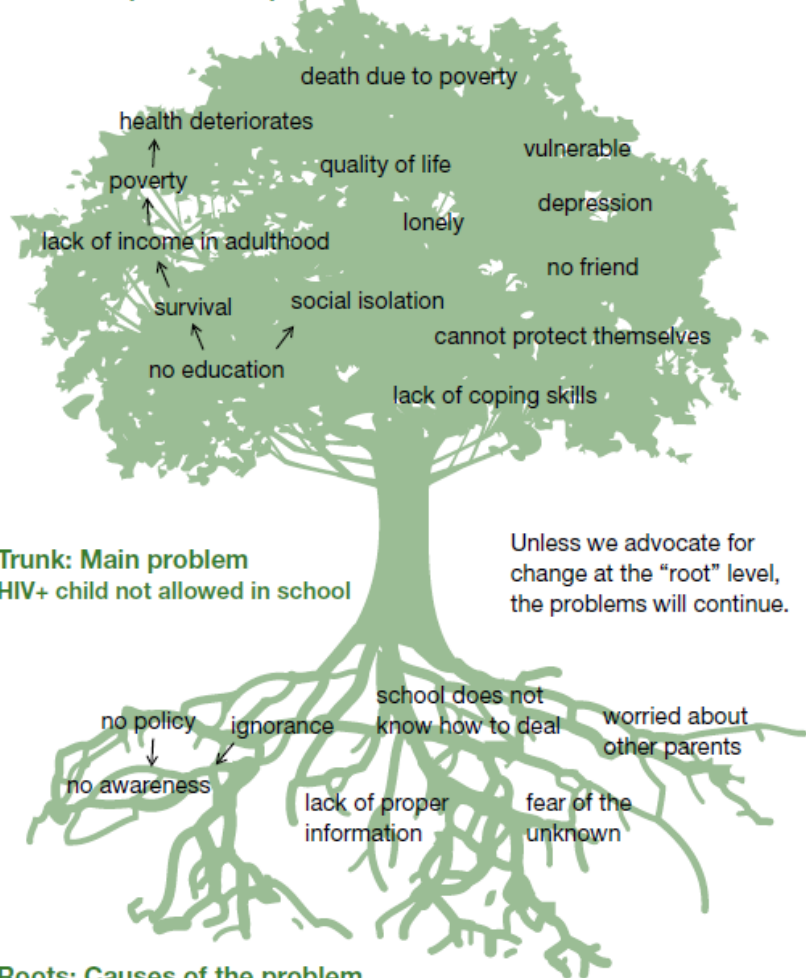 death due to poverty
health deteriorates
vulnerable
quality of life
poverty
depression
lonely
lack of income in adulthood
no friend
social isolation
survival
cannot protect themselves
no education
lack of coping skills
Trunk: Main problem
HIV+ child not allowed in school
Unless we advocate for
change at the “root” level,
the problems will continue.
school does not
know how to deal
no policy
ignorance
worried about
other parents
no awareness
lack of proper
information
fear of the
unknown
Roots: Causes of the problem